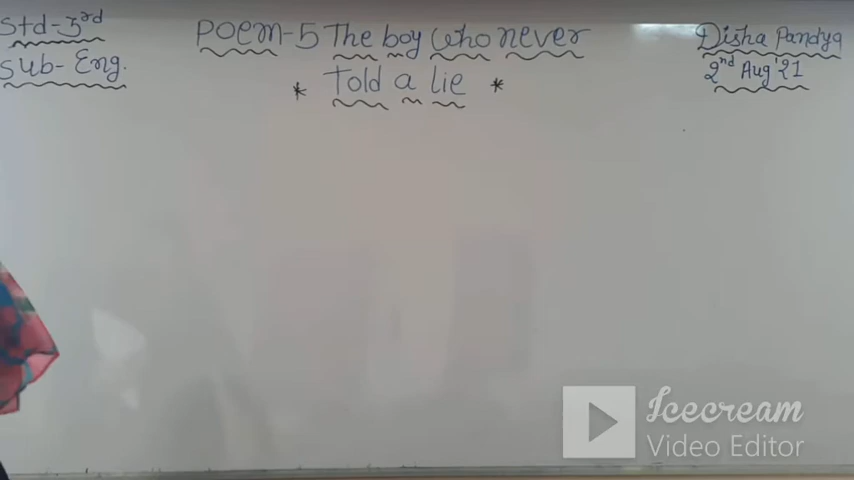 Std-3rd
Sub-Eng.
Poem-5 The boy who never
* Told a lie *
Disha Pandya
2nd Aug'21
Icecream
Video Editor